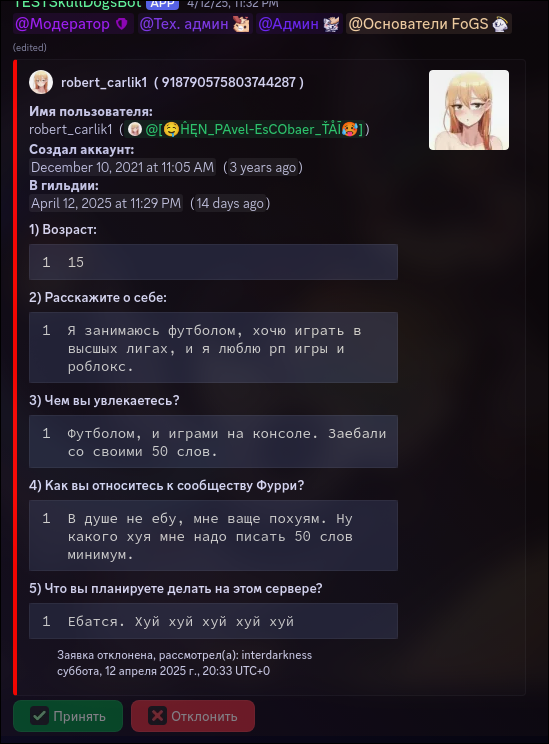 TESTSkullDogsBot APP 4/12/25, 11:32 PM
@Модератор @Тех. админ @Админ @Основатели FoGS
(edited)
robert_carlik1 ( 918790575803744287 )
Имя пользователя:
robert_carlik1 ( @[🤤ĤĘN_PAvel-EsCObaer_ŤÅĪ🥵] )
Создал аккаунт:
December 10, 2021 at 11:05 AM ( 3 years ago )
В гильдии:
April 12, 2025 at 11:29 PM ( 14 days ago )
1) Возраст:
1 15
2) Расскажите о себе:
1 Я занимаюсь футболом, хочу играть в
высшых лигах, и я люблю рп игры и
роблокс.
3) Чем вы увлекаетесь?
1 Футболом, и играми на консоле. Заебали
со своими 50 слов.
4) Как вы относитесь к сообществу Фурри?
1 В душе не ебу, мне ваще похуям. Ну
какого хуя мне надо писать 50 слов
минимум.
5) Что вы планируете делать на этом сервере?
1 Ебатся. Хуй хуй хуй хуй хуй
Заявка отклонена, рассмотрел(а): interdarkness
суббота, 12 апреля 2025 г., 20:33 UTC+0
Принять Отклонить